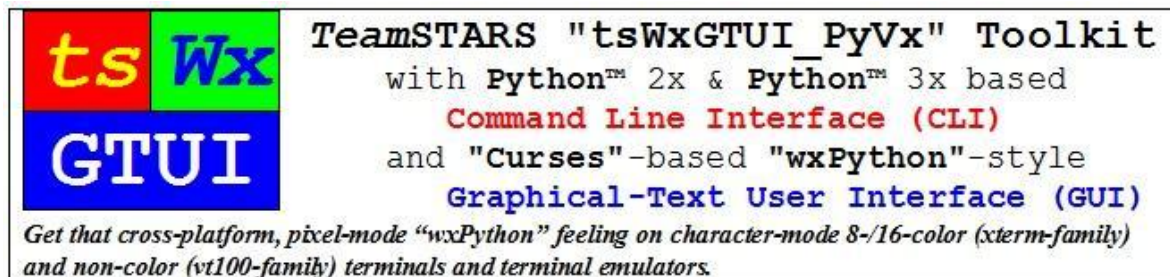 ts Wx
GTUI
TeamSTARS "tsWxGTUI_PyVx" Toolkit
with Python™ 2x & Python™ 3x based
Command Line Interface (CLI)
and "Curses"-based "wxPython"-style
Graphical-Text User Interface (GUI)
Get that cross-platform, pixel-mode “wxPython” feeling on character-mode 8-/16-color (xterm-family)
and non-color (vt100-family) terminals and terminal emulators.